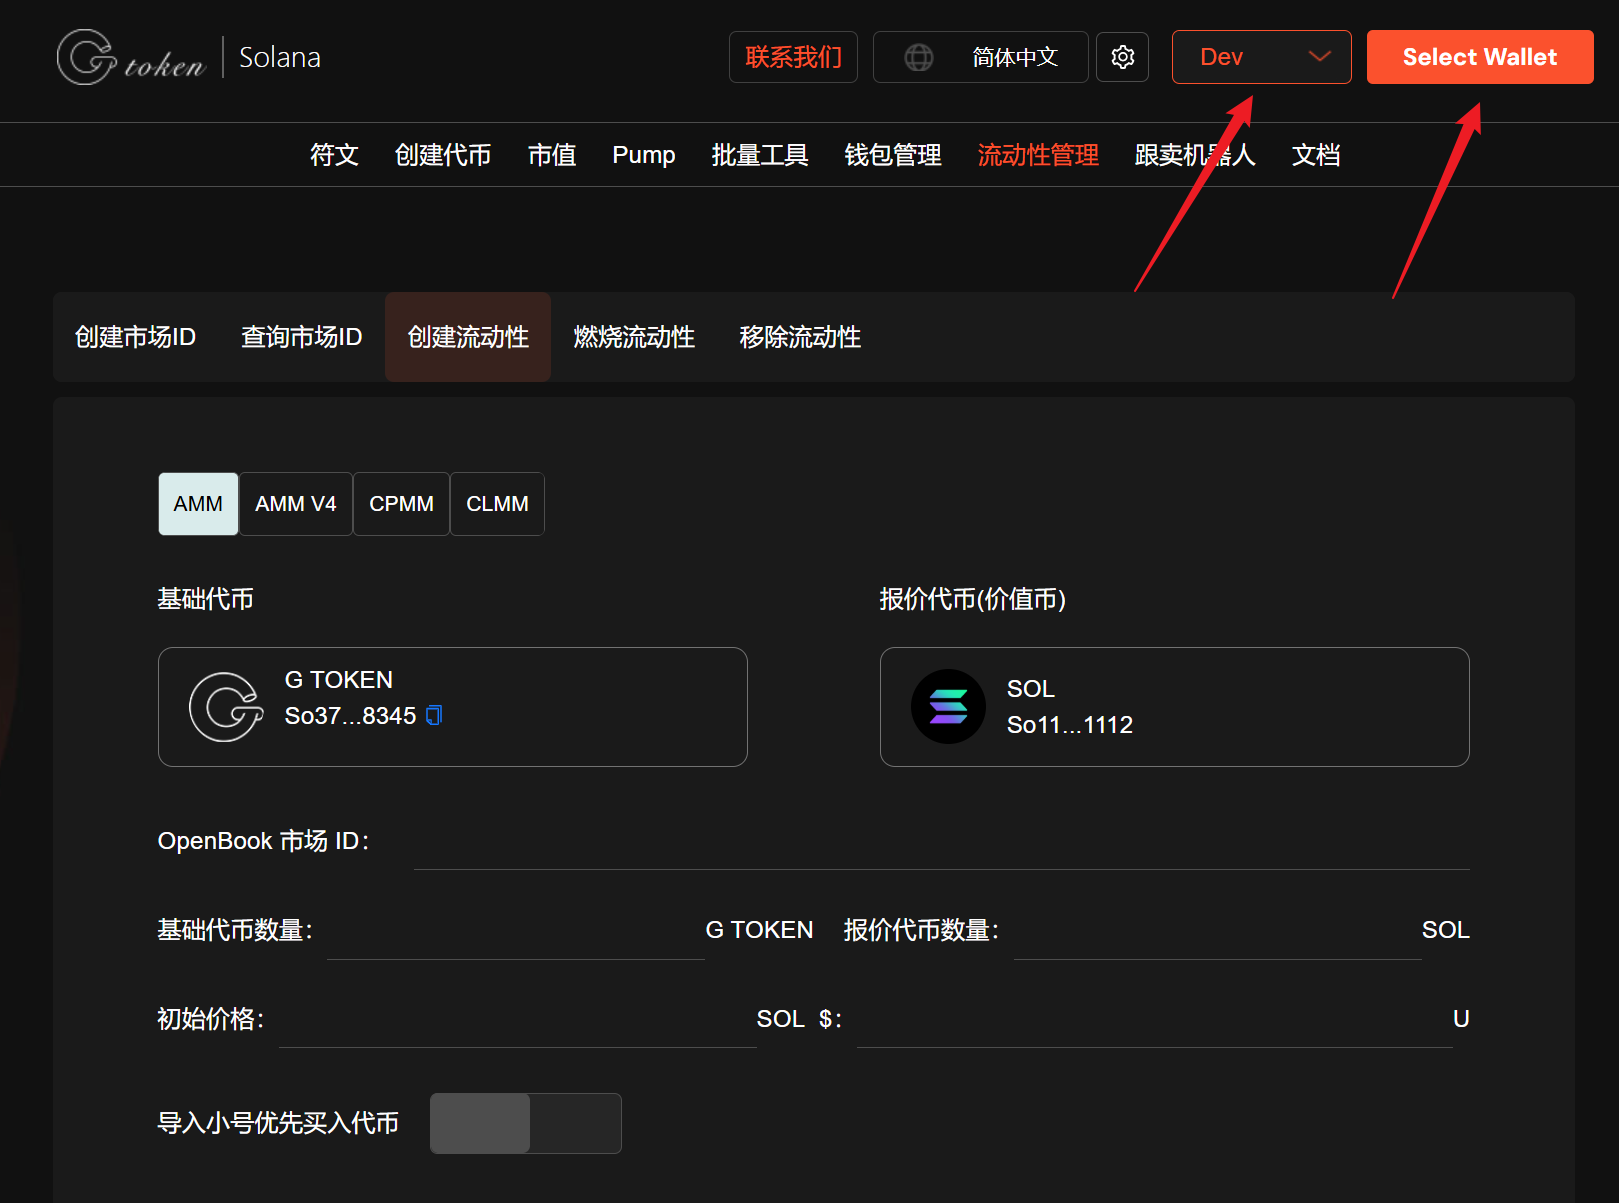 G token | Solana
联系我们
简体中文
Dev
Select Wallet
符文 创建代币 市值 Pump 批量工具 钱包管理 流动性管理 跟卖机器人 文档
创建市场ID 查询市场ID 创建流动性 燃烧流动性 移除流动性
AMM AMM V4 CPMM CLMM
基础代币
报价代币(价值币)
G TOKEN
So37...8345
SOL
So11...1112
OpenBook 市场 ID：
基础代币数量： G TOKEN 报价代币数量： SOL
初始价格： SOL $： U
导入小号优先买入代币